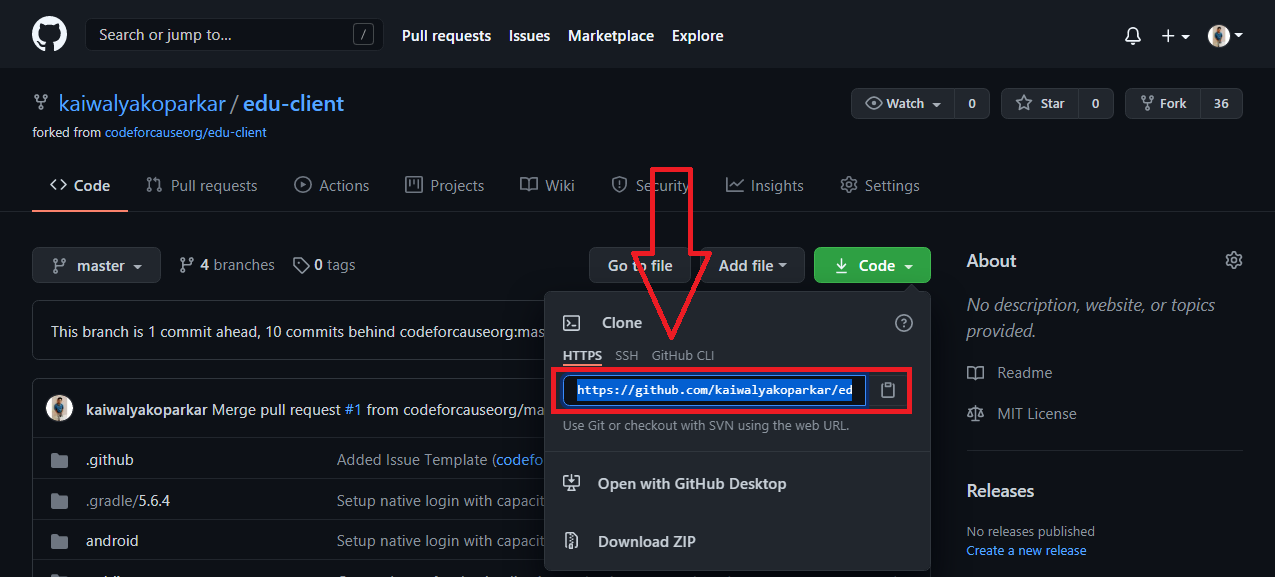 Search or jump to... /
Pull requests Issues Marketplace Explore
kaiwalyakoparkar / edu-client
Watch 0 Star 0 Fork 36
forked from codeforcauseorg/edu-client
Code Pull requests Actions Projects Wiki Security Insights Settings
master 4 branches 0 tags Go to file Add file Code
About
No description, website, or topics
provided.
Readme
MIT License
Releases
No releases published
Create a new release
This branch is 1 commit ahead, 10 commits behind codeforcauseorg:mas
Clone ?
HTTPS SSH GitHub CLI
https://github.com/kaiwalyakoparkar/ed
Use Git or checkout with SVN using the web URL.
Open with GitHub Desktop
Download ZIP
kaiwalyakoparkar Merge pull request #1 from codeforcauseorg/ma
.github Added Issue Template (codefo
.gradle/5.6.4 Setup native login with capacit
android Setup native login with capacit